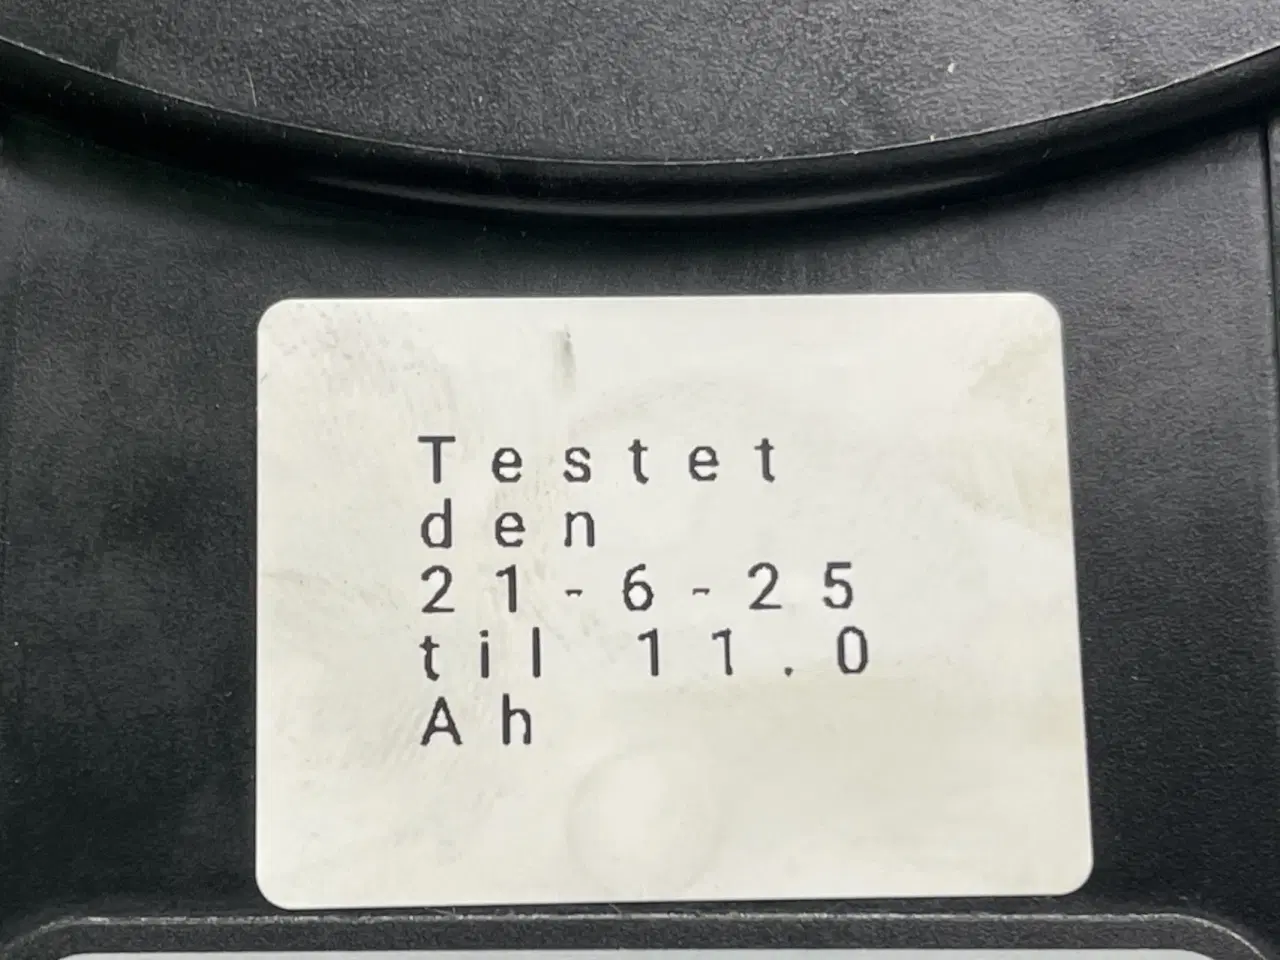 Testet
den
21-6-25
til 11.0
Ah